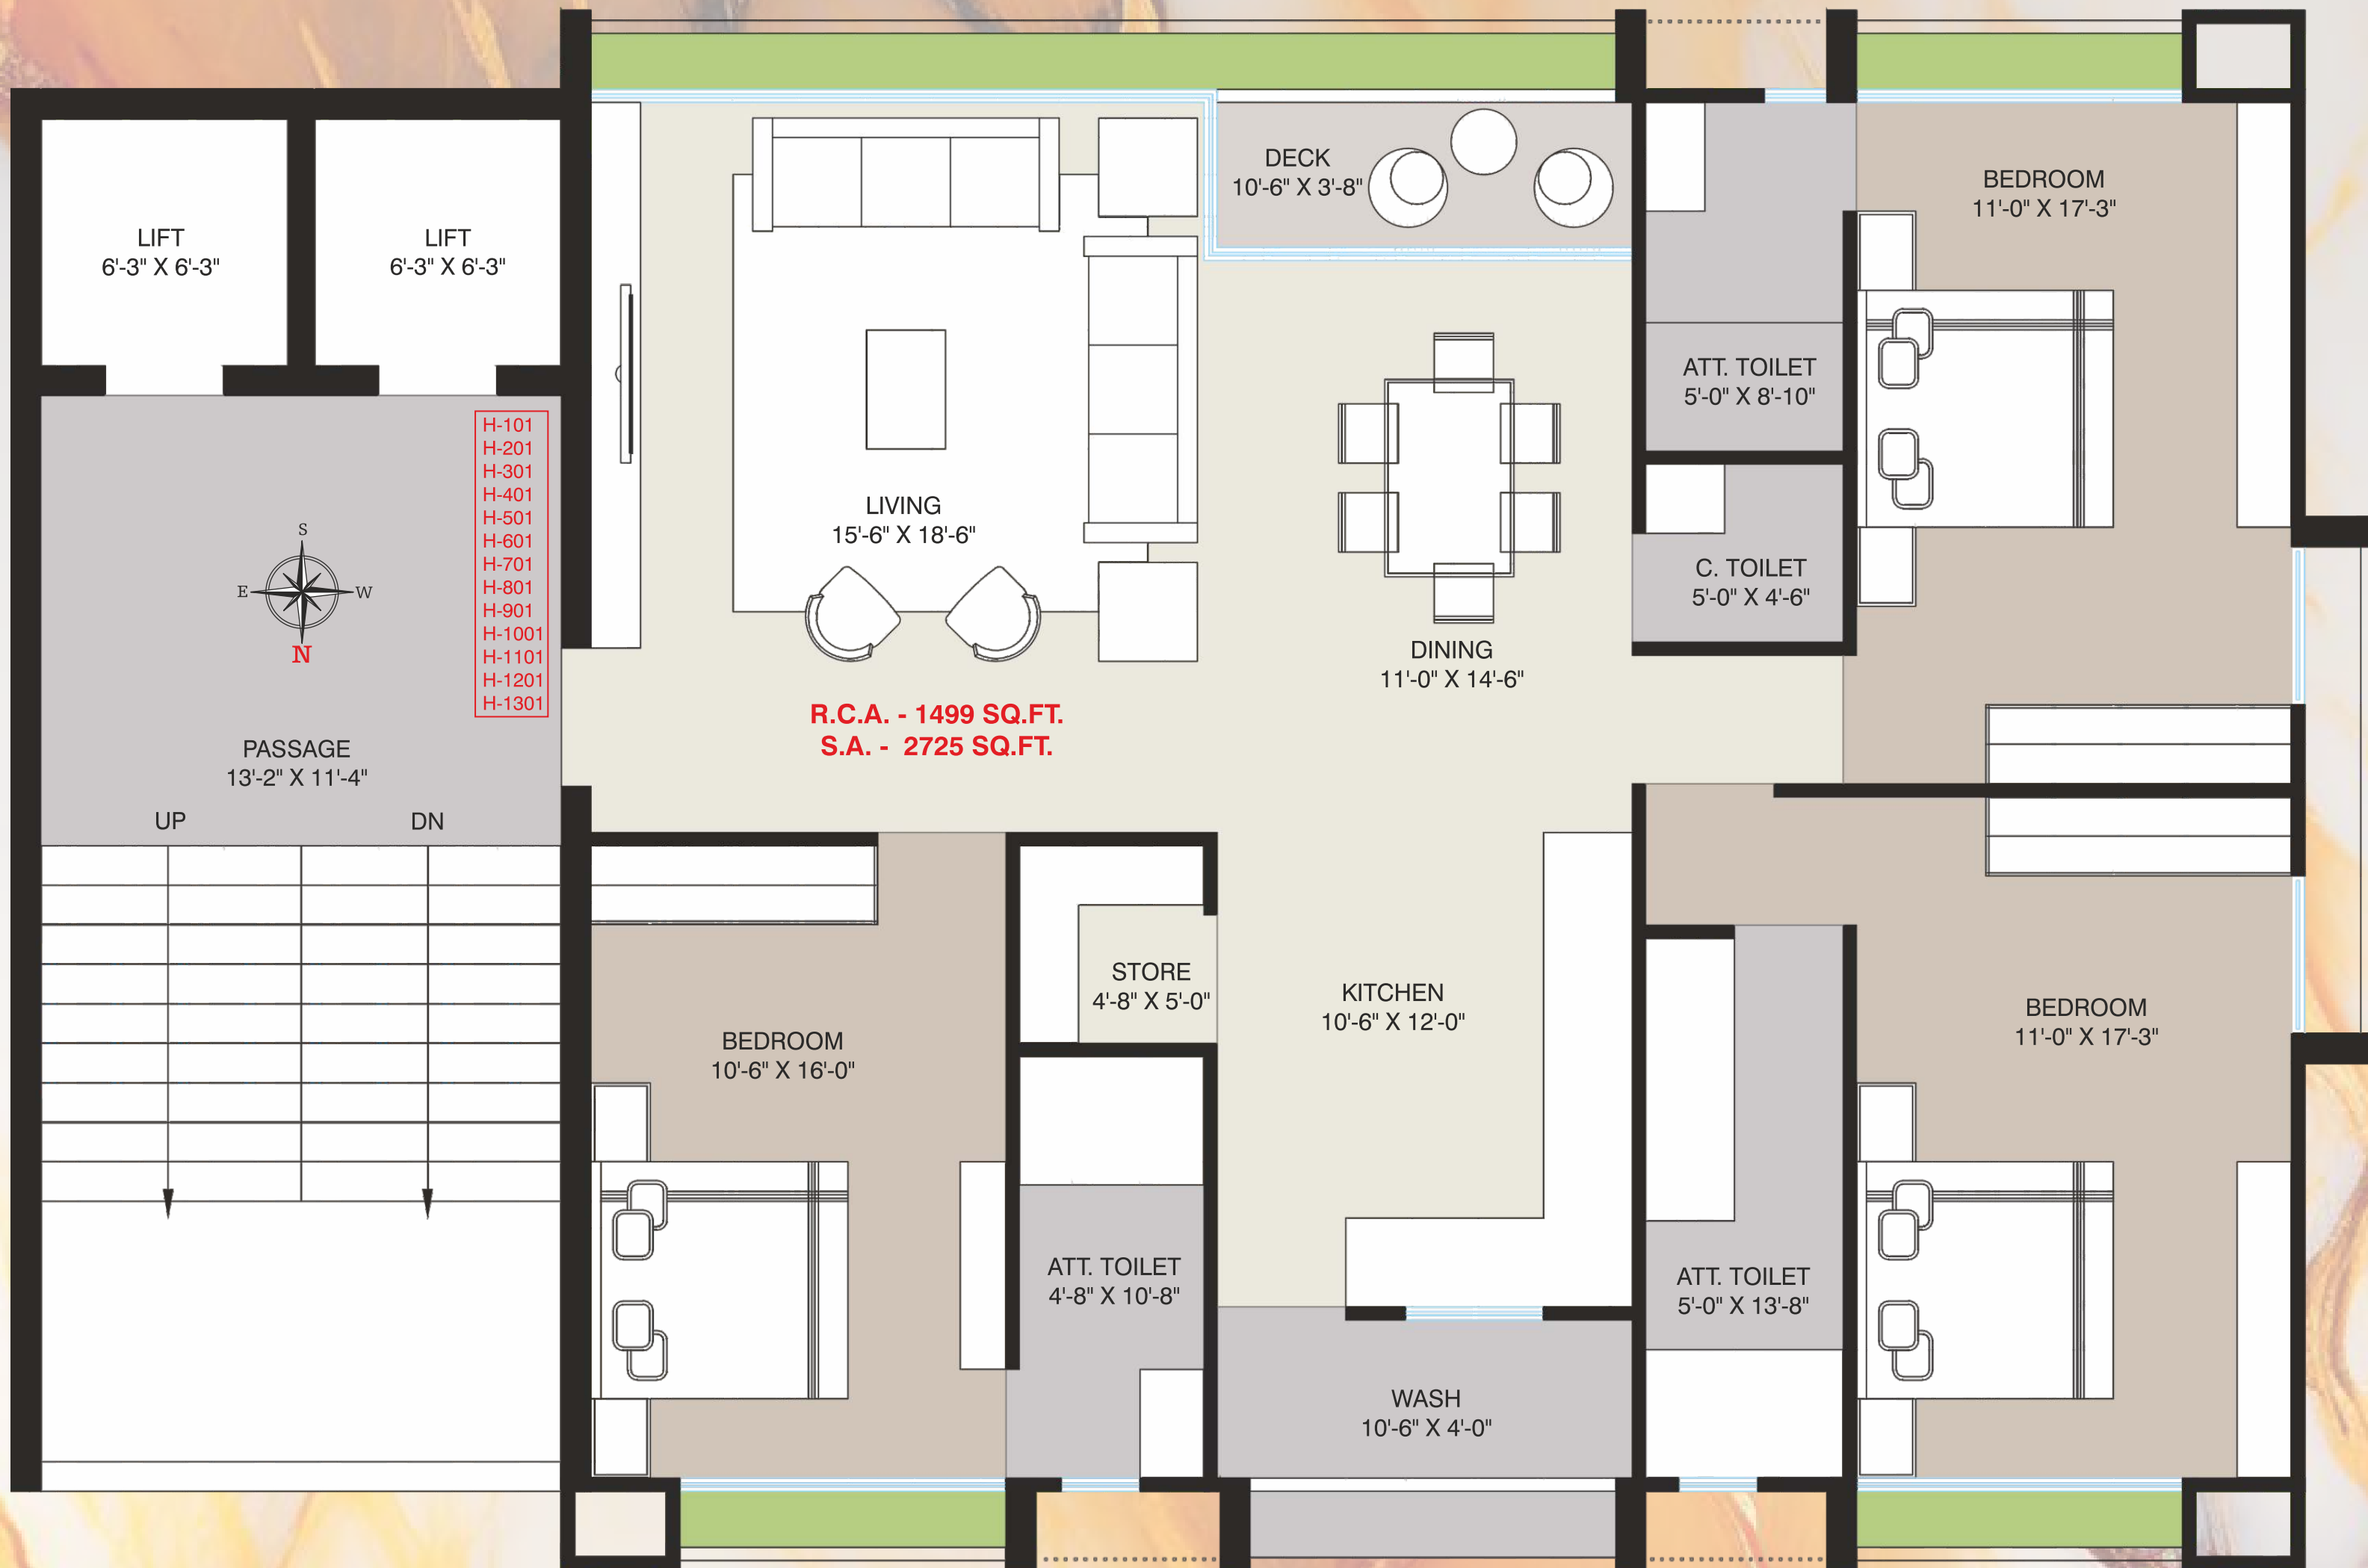 DECK
10'-6" X 3'-8"
BEDROOM
11'-0" X 17'-3"
LIFT
6'-3" X 6'-3"
LIFT
6'-3" X 6'-3"
ATT. TOILET
5'-0" X 8'-10"
H-101
H-201
H-301
H-401
H-501
H-601
H-701
H-801
H-901
H-1001
H-1101
H-1201
H-1301
S
E W
N
LIVING
15'-6" X 18'-6"
C. TOILET
5'-0" X 4'-6"
DINING
11'-0" X 14'-6"
R.C.A. - 1499 SQ.FT.
S.A. - 2725 SQ.FT.
PASSAGE
13'-2" X 11'-4"
UP DN
STORE
4'-8" X 5'-0"
KITCHEN
10'-6" X 12'-0"
BEDROOM
11'-0" X 17'-3"
BEDROOM
10'-6" X 16'-0"
ATT. TOILET
4'-8" X 10'-8"
ATT. TOILET
5'-0" X 13'-8"
WASH
10'-6" X 4'-0"